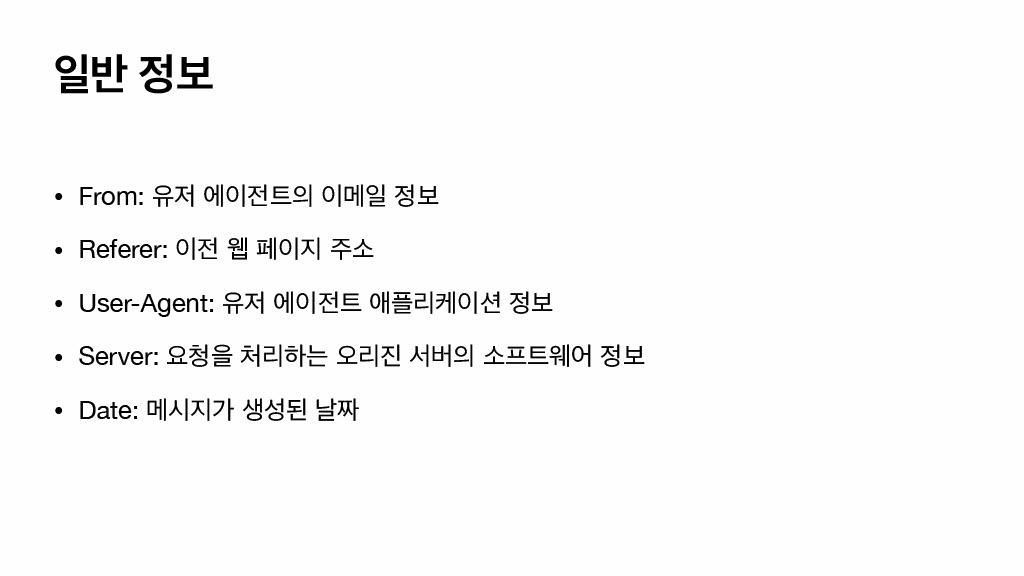 일반 정보
• From: 유저 에이전트의 이메일 정보
• Referer: 이전 웹 페이지 주소
• User-Agent: 유저 에이전트 애플리케이션 정보
• Server: 요청을 처리하는 오리진 서버의 소프트웨어 정보
• Date: 메시지가 생성된 날짜